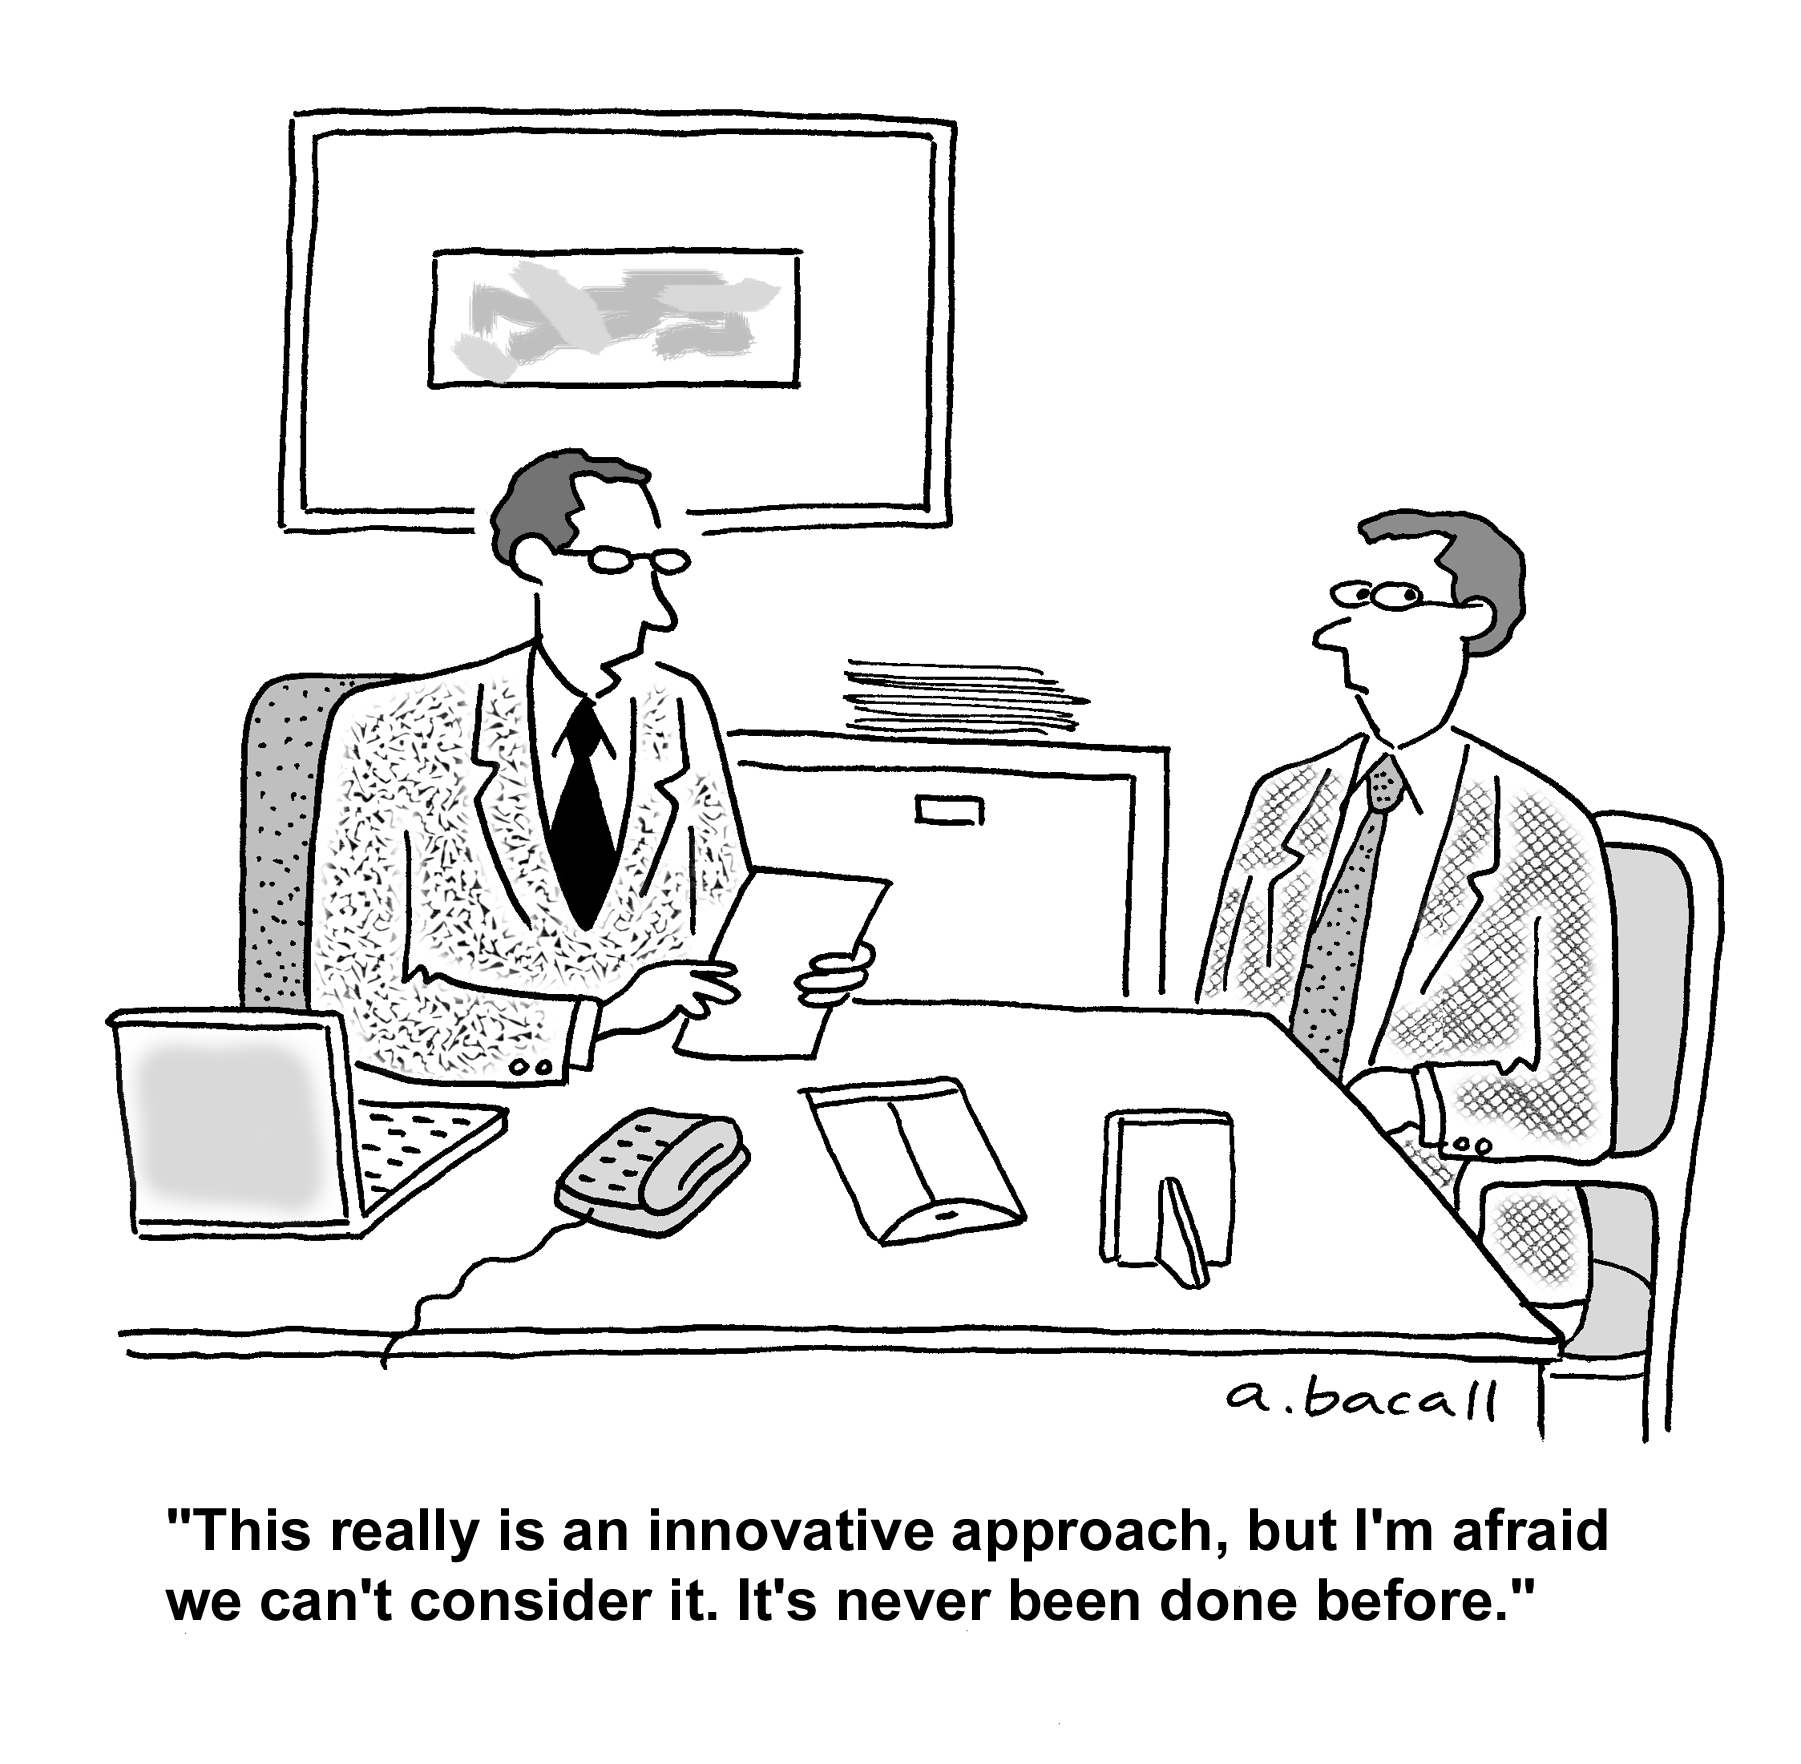 a.bacall
"This really is an innovative approach, but I'm afraid
we can't consider it. It's never been done before."